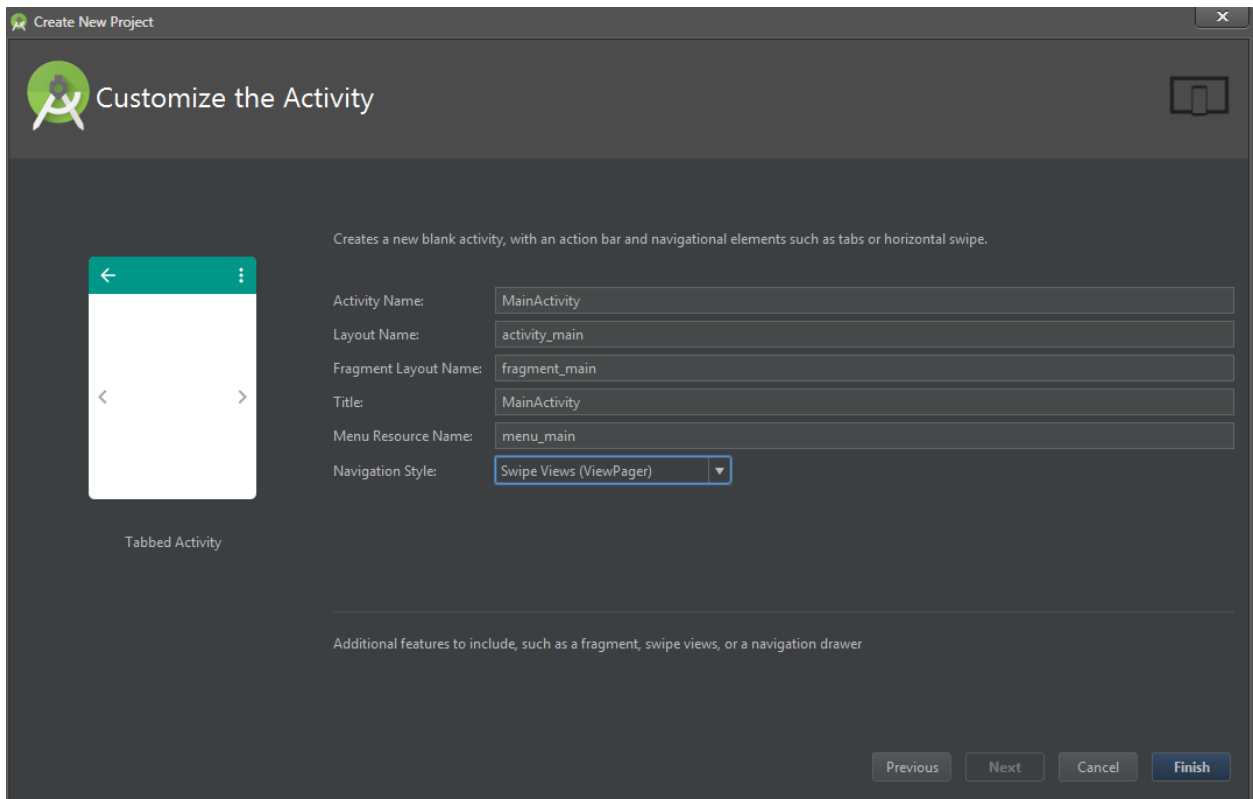 Create New Project
Customize the Activity
Creates a new blank activity, with an action bar and navigational elements such as tabs or horizontal swipe.
Activity Name: MainActivity
Layout Name: activity_main
Fragment Layout Name: fragment_main
Title: MainActivity
Menu Resource Name: menu_main
Navigation Style: Swipe Views (ViewPager)
Tabbed Activity
Additional features to include, such as a fragment, swipe views, or a navigation drawer
Previous Next Cancel Finish